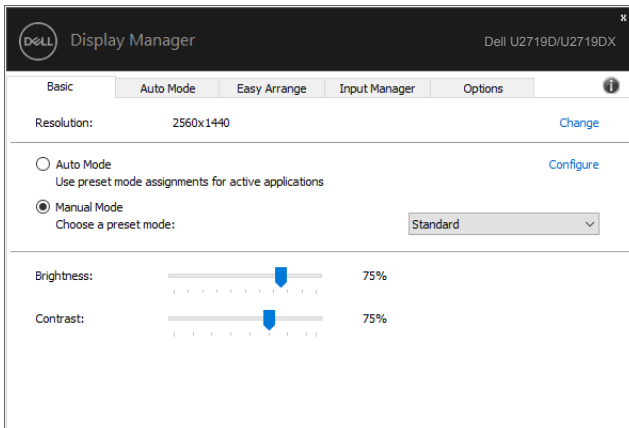 x
DELL Display Manager Dell U2719D/U2719DX
Basic Auto Mode Easy Arrange Input Manager Options i
Resolution: 2560x1440 Change
Auto Mode Configure
Use preset mode assignments for active applications
Manual Mode
Choose a preset mode: Standard
Brightness: 75%
Contrast: 75%